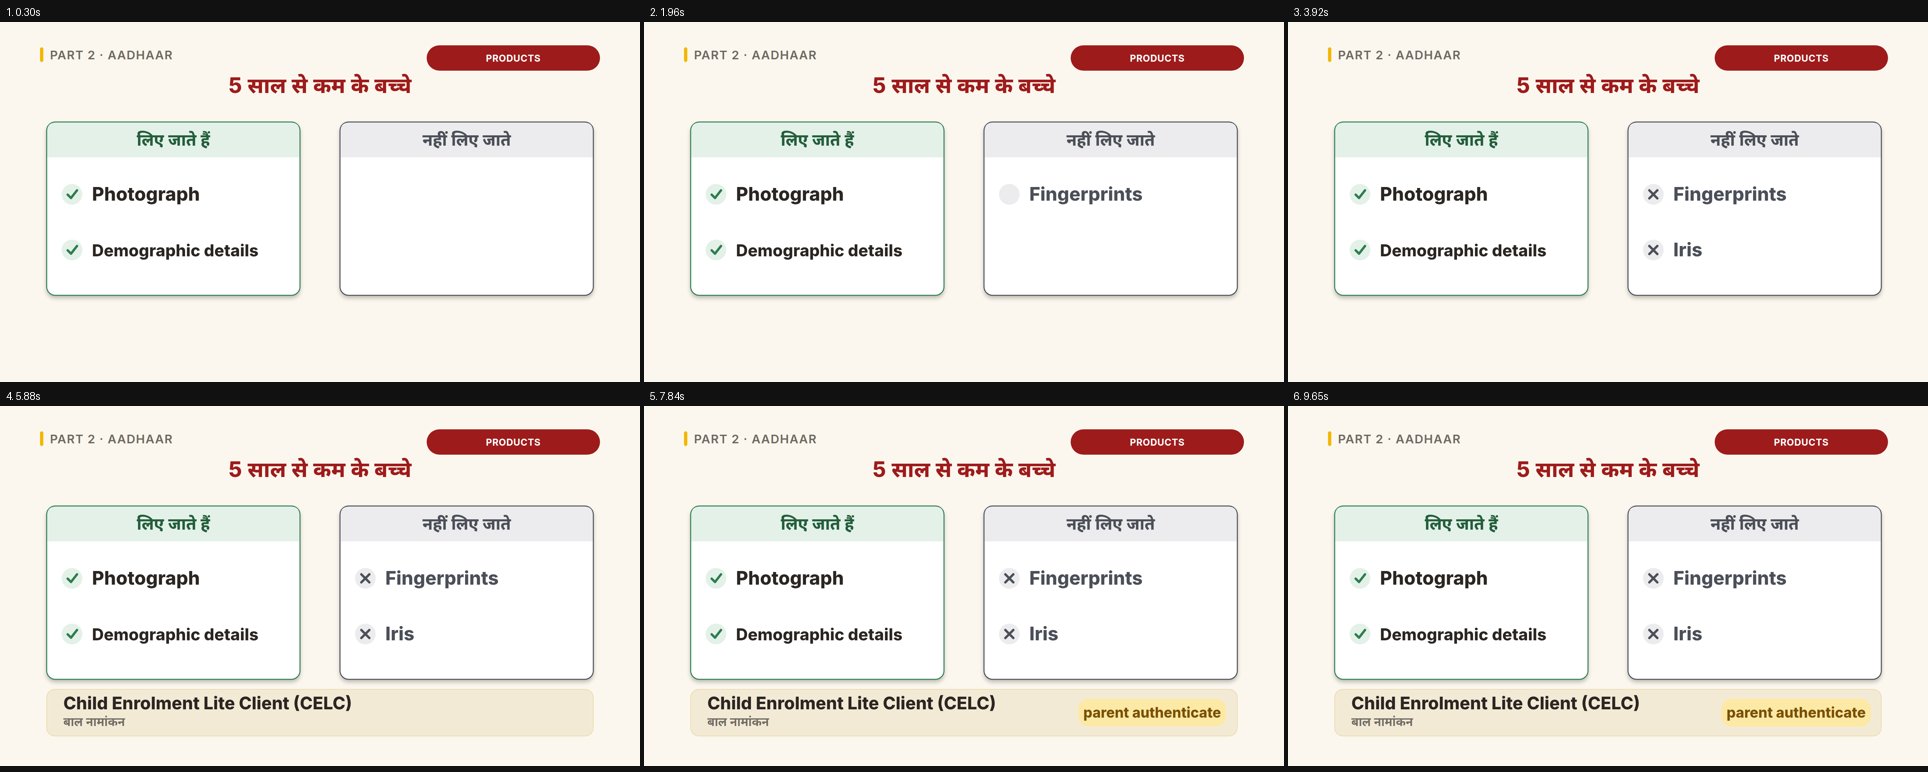 1. 0.30s
PART 2 · AADHAAR
PRODUCTS
5 साल से कम के बच्चे
लिए जाते हैं
नहीं लिए जाते
Photograph
Demographic details
2. 1.96s
PART 2 · AADHAAR
PRODUCTS
5 साल से कम के बच्चे
लिए जाते हैं
नहीं लिए जाते
Photograph
Fingerprints
Demographic details
3. 3.92s
PART 2 · AADHAAR
PRODUCTS
5 साल से कम के बच्चे
लिए जाते हैं
नहीं लिए जाते
Photograph
Fingerprints
Demographic details
Iris
4. 5.88s
PART 2 · AADHAAR
PRODUCTS
5 साल से कम के बच्चे
लिए जाते हैं
नहीं लिए जाते
Photograph
Fingerprints
Demographic details
Iris
Child Enrolment Lite Client (CELC)
बाल नामांकन
5. 7.84s
PART 2 · AADHAAR
PRODUCTS
5 साल से कम के बच्चे
लिए जाते हैं
नहीं लिए जाते
Photograph
Fingerprints
Demographic details
Iris
Child Enrolment Lite Client (CELC)
बाल नामांकन
parent authenticate
6. 9.65s
PART 2 · AADHAAR
PRODUCTS
5 साल से कम के बच्चे
लिए जाते हैं
नहीं लिए जाते
Photograph
Fingerprints
Demographic details
Iris
Child Enrolment Lite Client (CELC)
बाल नामांकन
parent authenticate